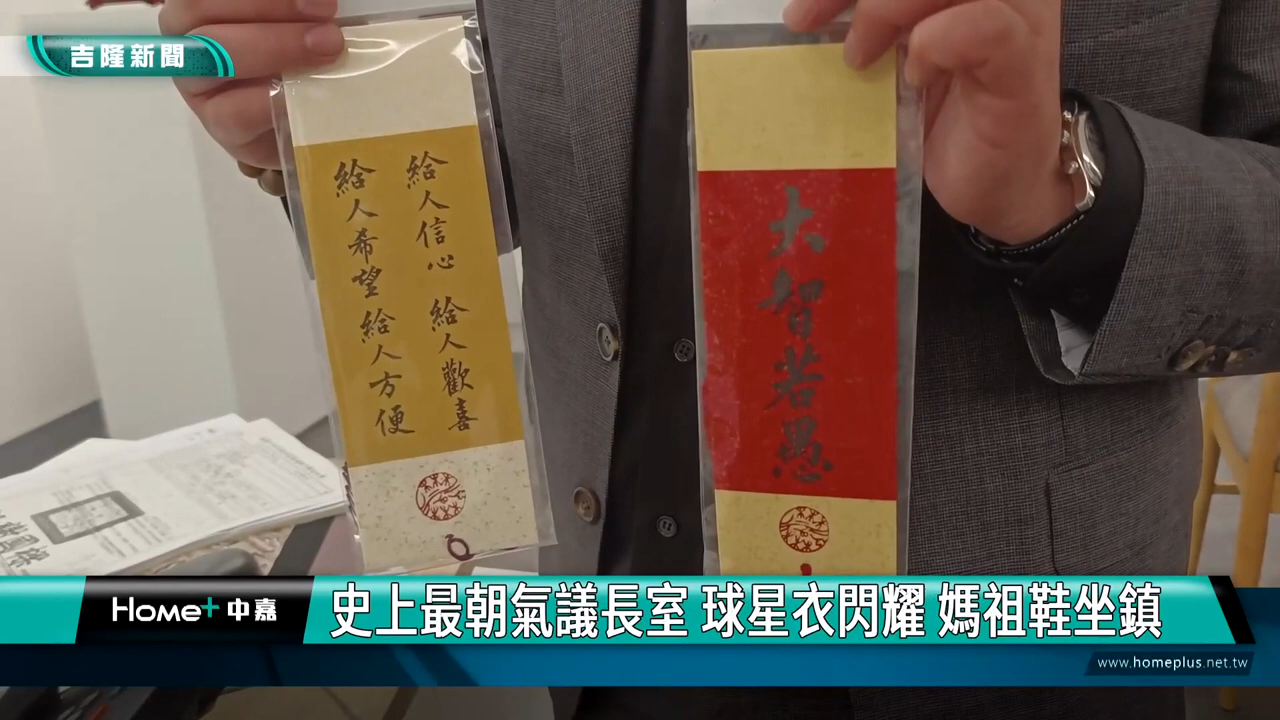 吉隆新聞
給人信心 給人歡喜
給人希望 給人方便
大智若愚
Home+中嘉
史上最朝氣議長室 球星衣閃耀 媽祖鞋坐鎮
www.homeplus.net.tw